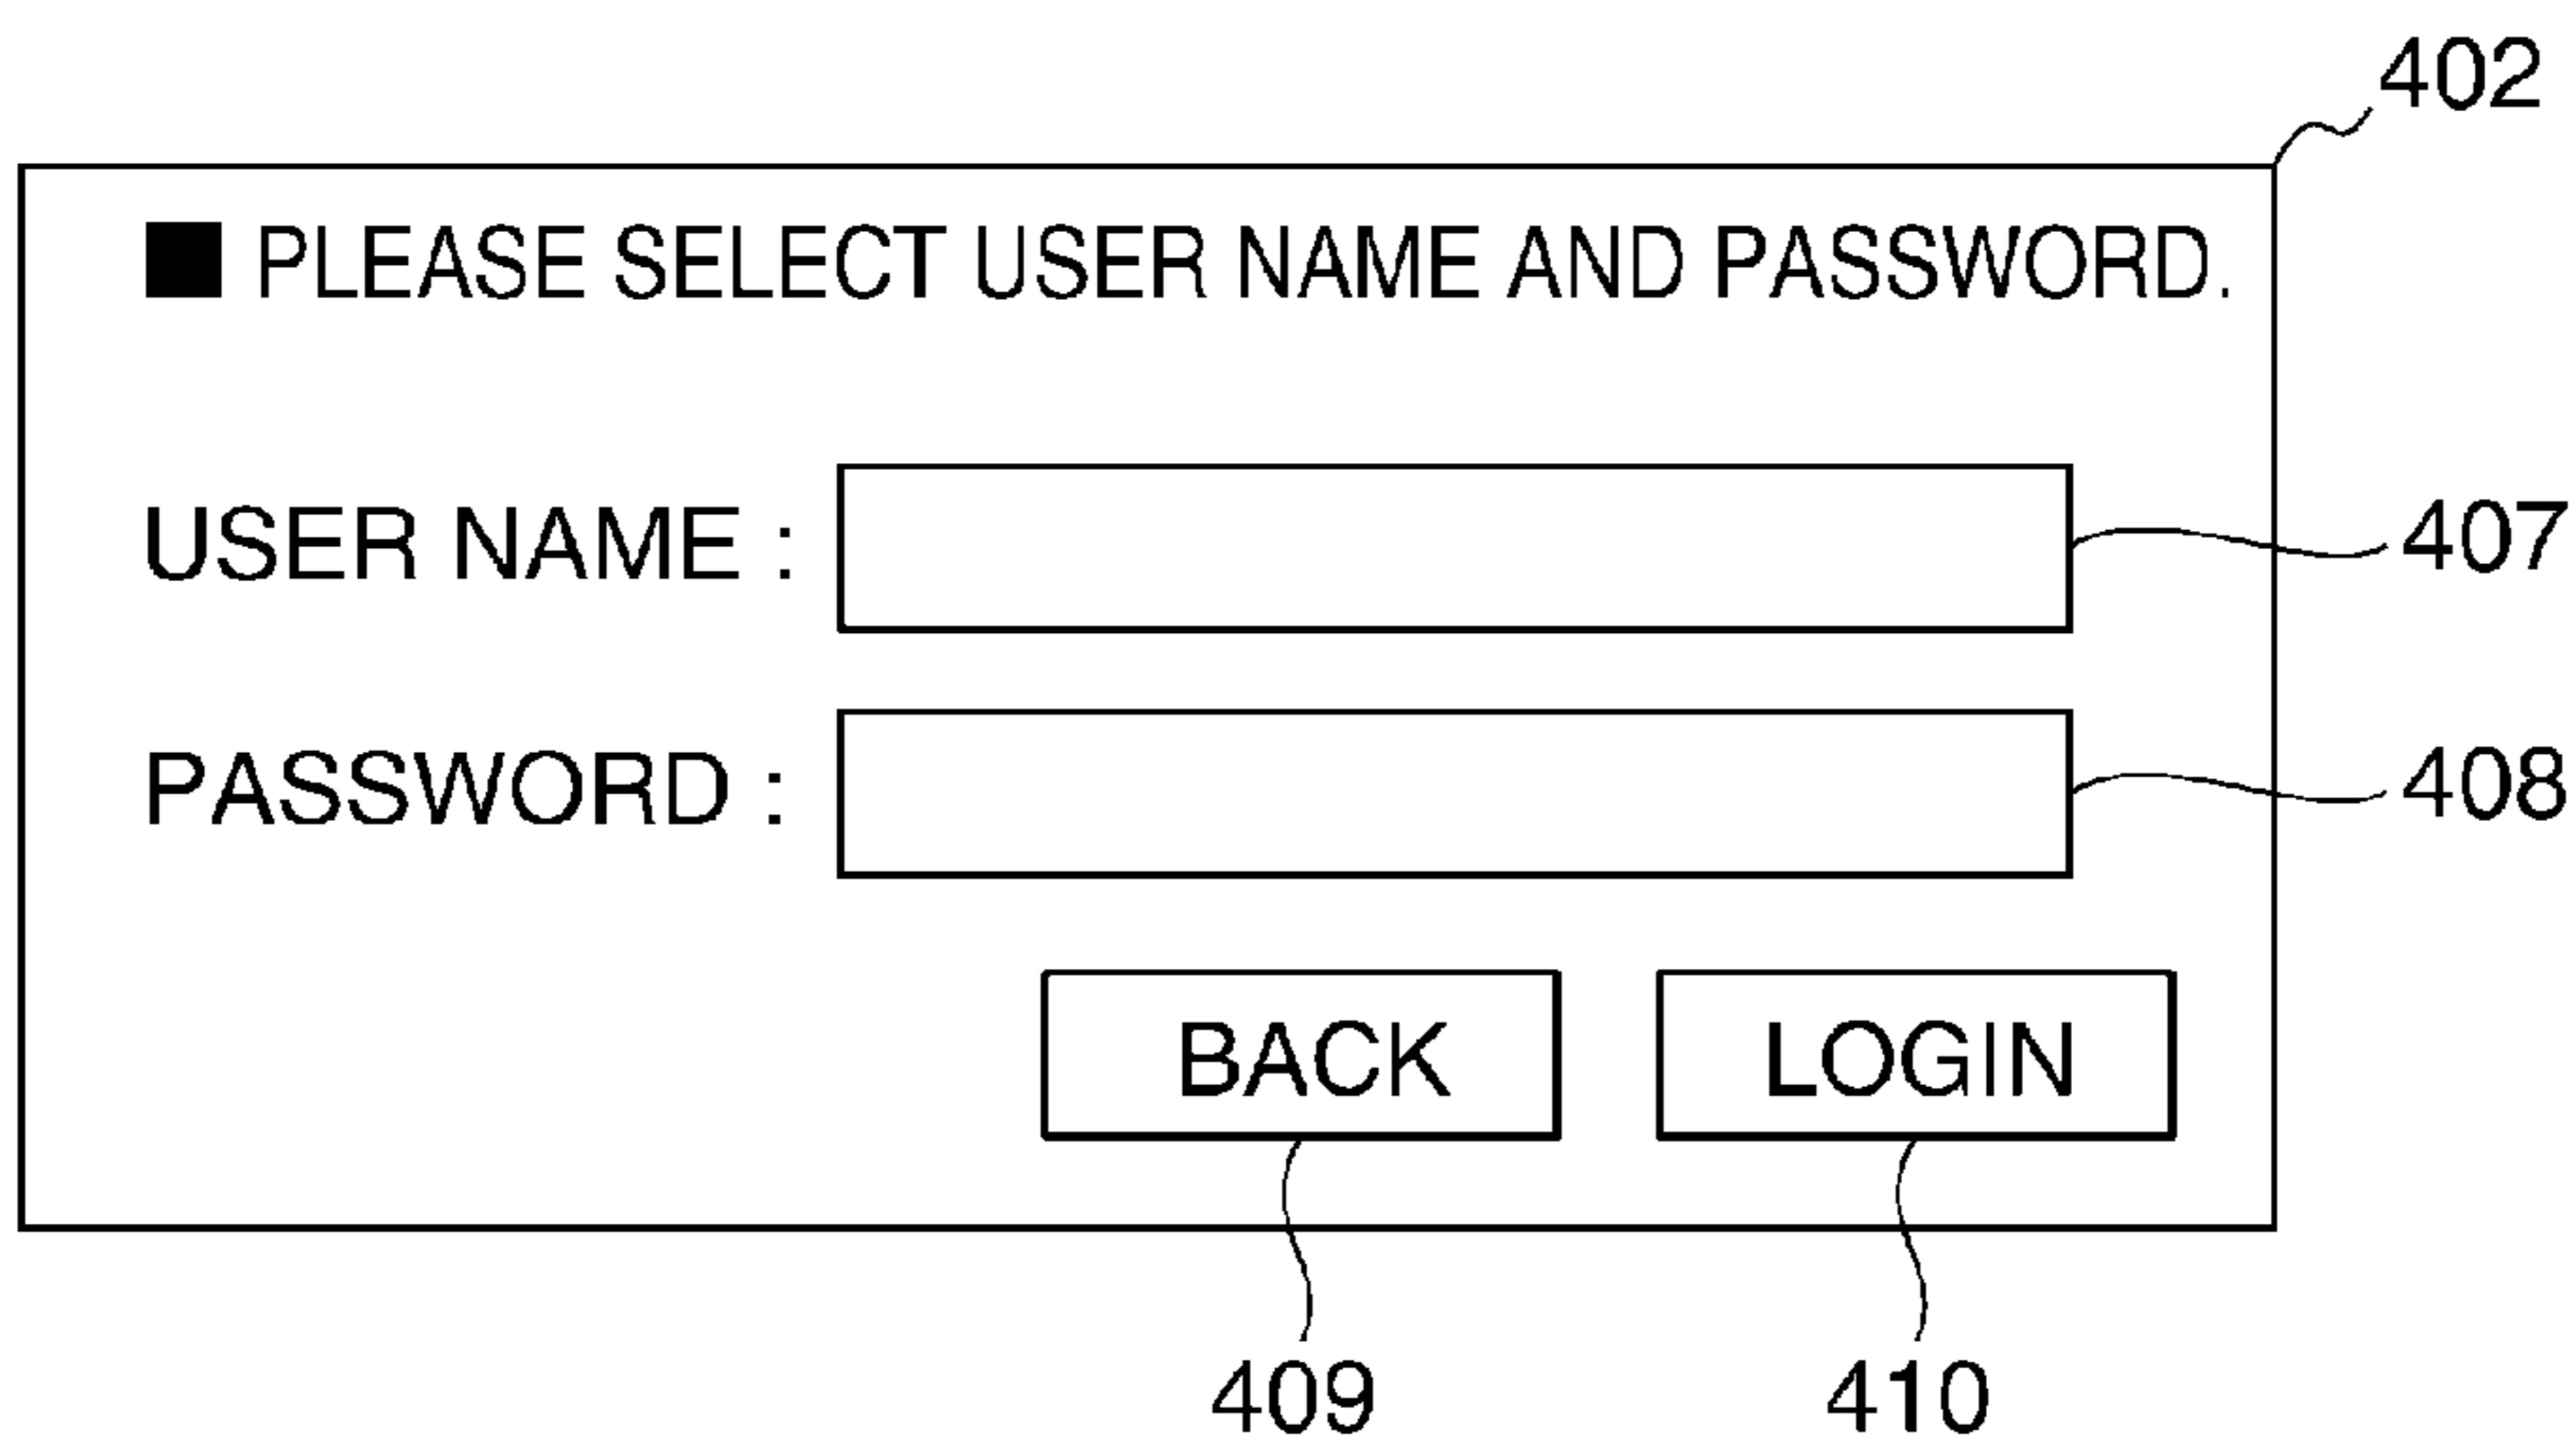 402
■ PLEASE SELECT USER NAME AND PASSWORD.
USER NAME : 407
PASSWORD : 408
BACK LOGIN
409 410